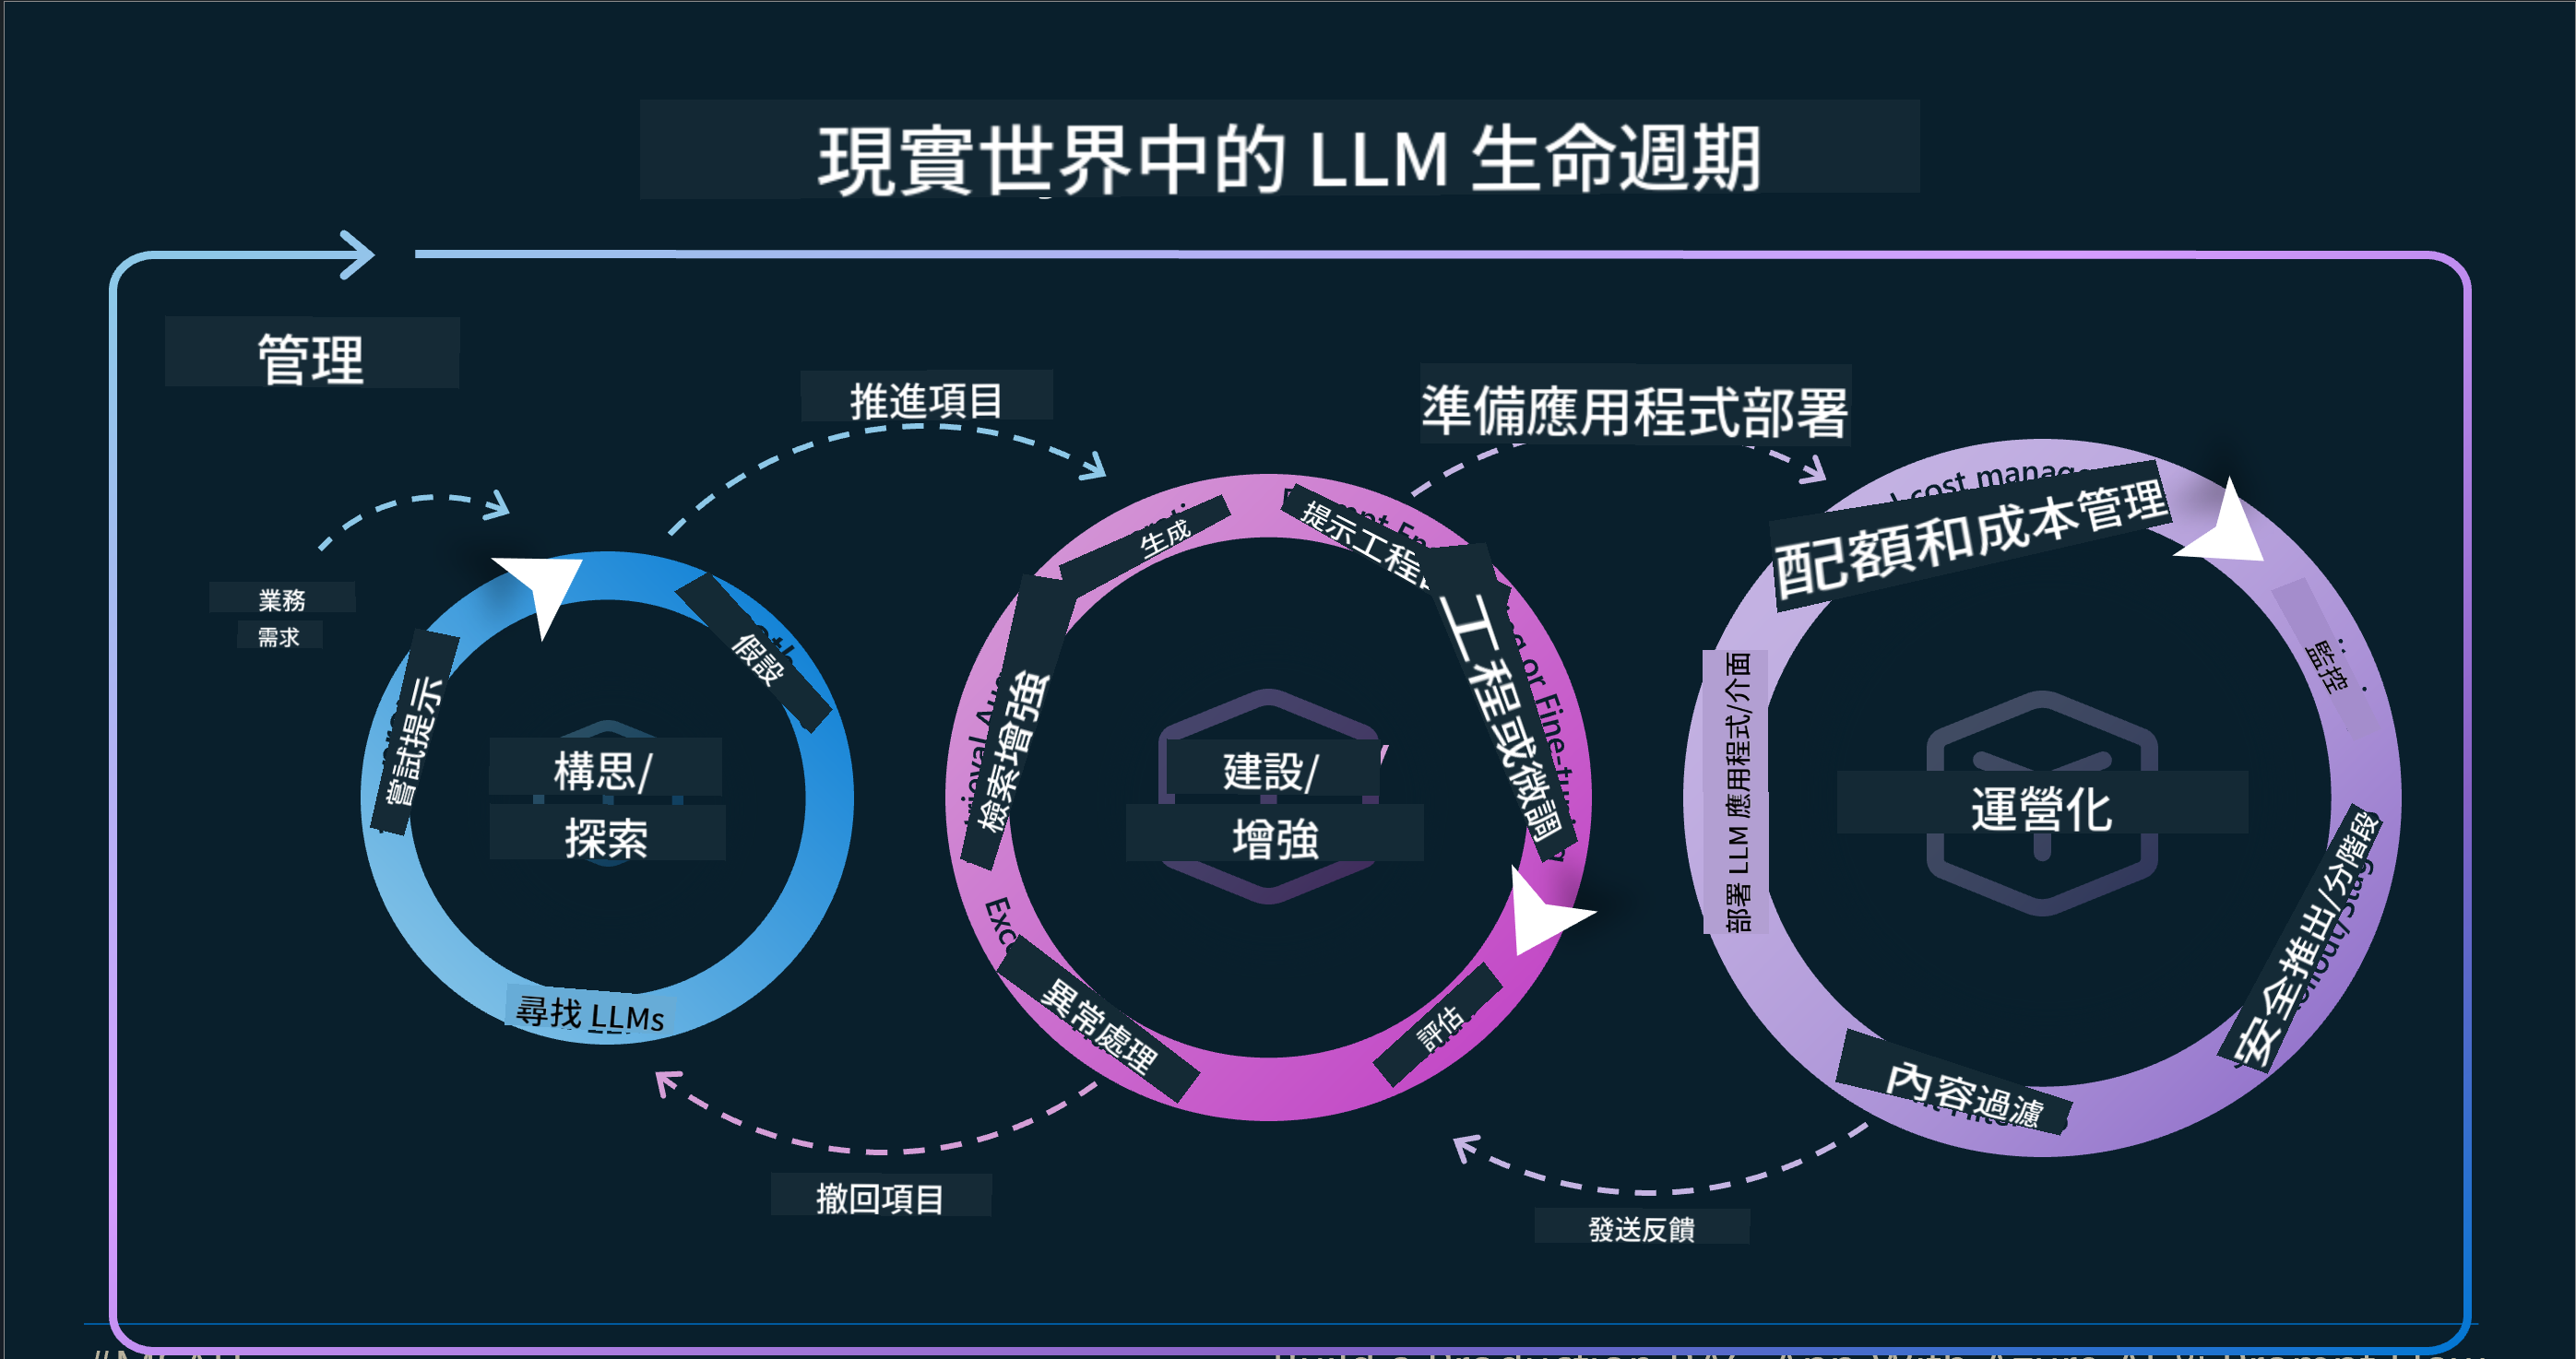 現實世界中的 LLM 生命週期
管理
推進項目
準備應用程式部署
業務
需求
嘗試提示
假設
構思/
探索
尋找 LLMs
撤回項目
生成
提示工程
工程或微調
檢索增強
建設/
增強
Exc
異常處理
評估
發送反饋
cost manag
配額和成本管理
監控
部署 LLM 應用程式/介面
運營化
安全推出/分階段
內容過濾